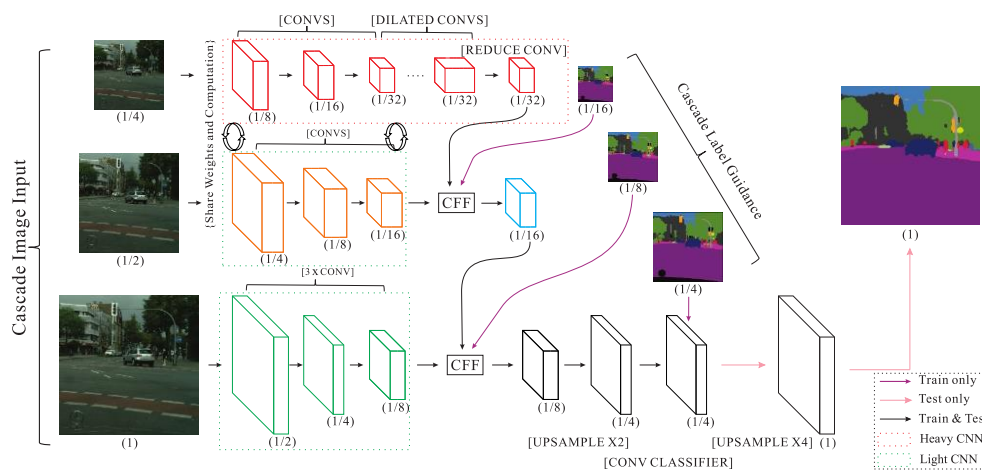 [CONVS]
[DILATED CONVS]
[REDUCE CONV]
(1/4)
(1/8)
(1/16)
(1/32)
(1/32)
(1/32)
(1/16)
Cascade Image Input
{Share Weights and Computation}
[CONVS]
(1/2)
(1/4)
(1/8)
(1/16)
CFF
(1/16)
(1/8)
Cascade Label Guidance
(1)
[3 X CONV]
(1)
(1/2)
(1/4)
(1/8)
CFF
(1/8)
(1/4)
(1/4)
(1/4)
(1)
[UPSAMPLE X2]
[UPSAMPLE X4]
[CONV CLASSIFIER]
Train only
Test only
Train & Test
Heavy CNN
Light CNN